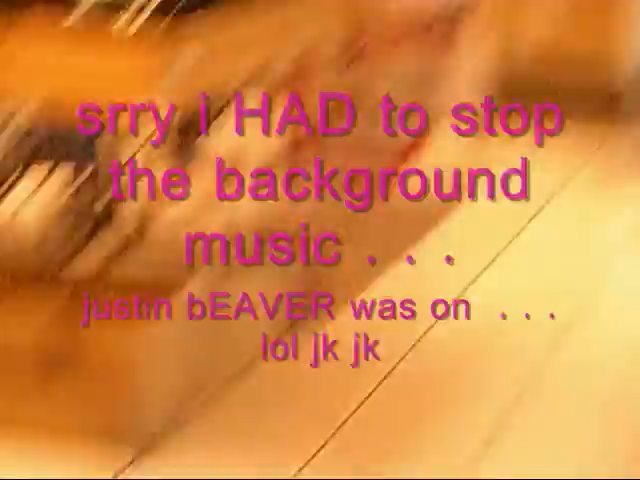 srry i HAD to stop
the background
music . . .
justin bEAVER was on  . . .
lol jk jk